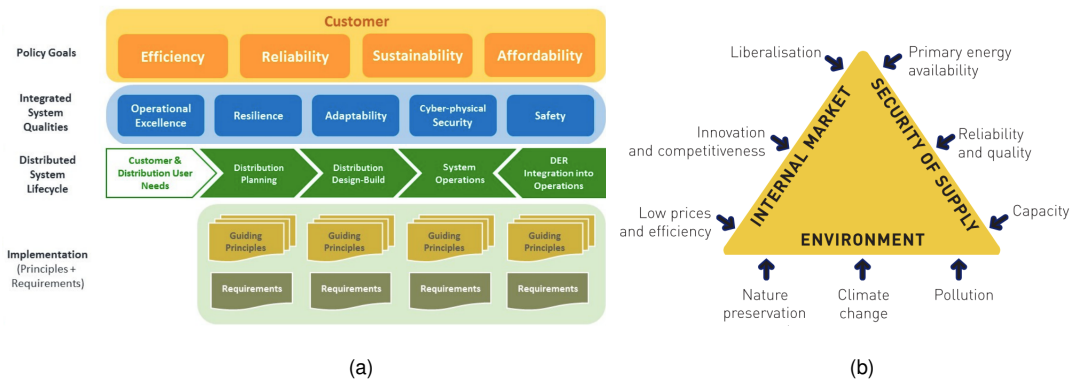 Customer
Policy Goals
Efficiency
Reliability
Sustainability
Affordability
Integrated
System
Qualities
Operational
Excellence
Resilience
Adaptability
Cyber-physical
Security
Safety
Distributed
System
Lifecycle
Customer &
Distribution User
Needs
Distribution
Planning
Distribution
Design-Build
System
Operations
DER
Integration into
Operations
Implementation
(Principles +
Requirements)
Guiding
Principles
Guiding
Principles
Guiding
Principles
Guiding
Principles
Requirements
Requirements
Requirements
Requirements
(a)
Liberalisation
Primary energy
availability
Innovation
and competitiveness
Reliability
and quality
Low prices
and efficiency
Capacity
INTERNAL MARKET
SECURITY OF SUPPLY
ENVIRONMENT
Nature
preservation
Climate
change
Pollution
(b)